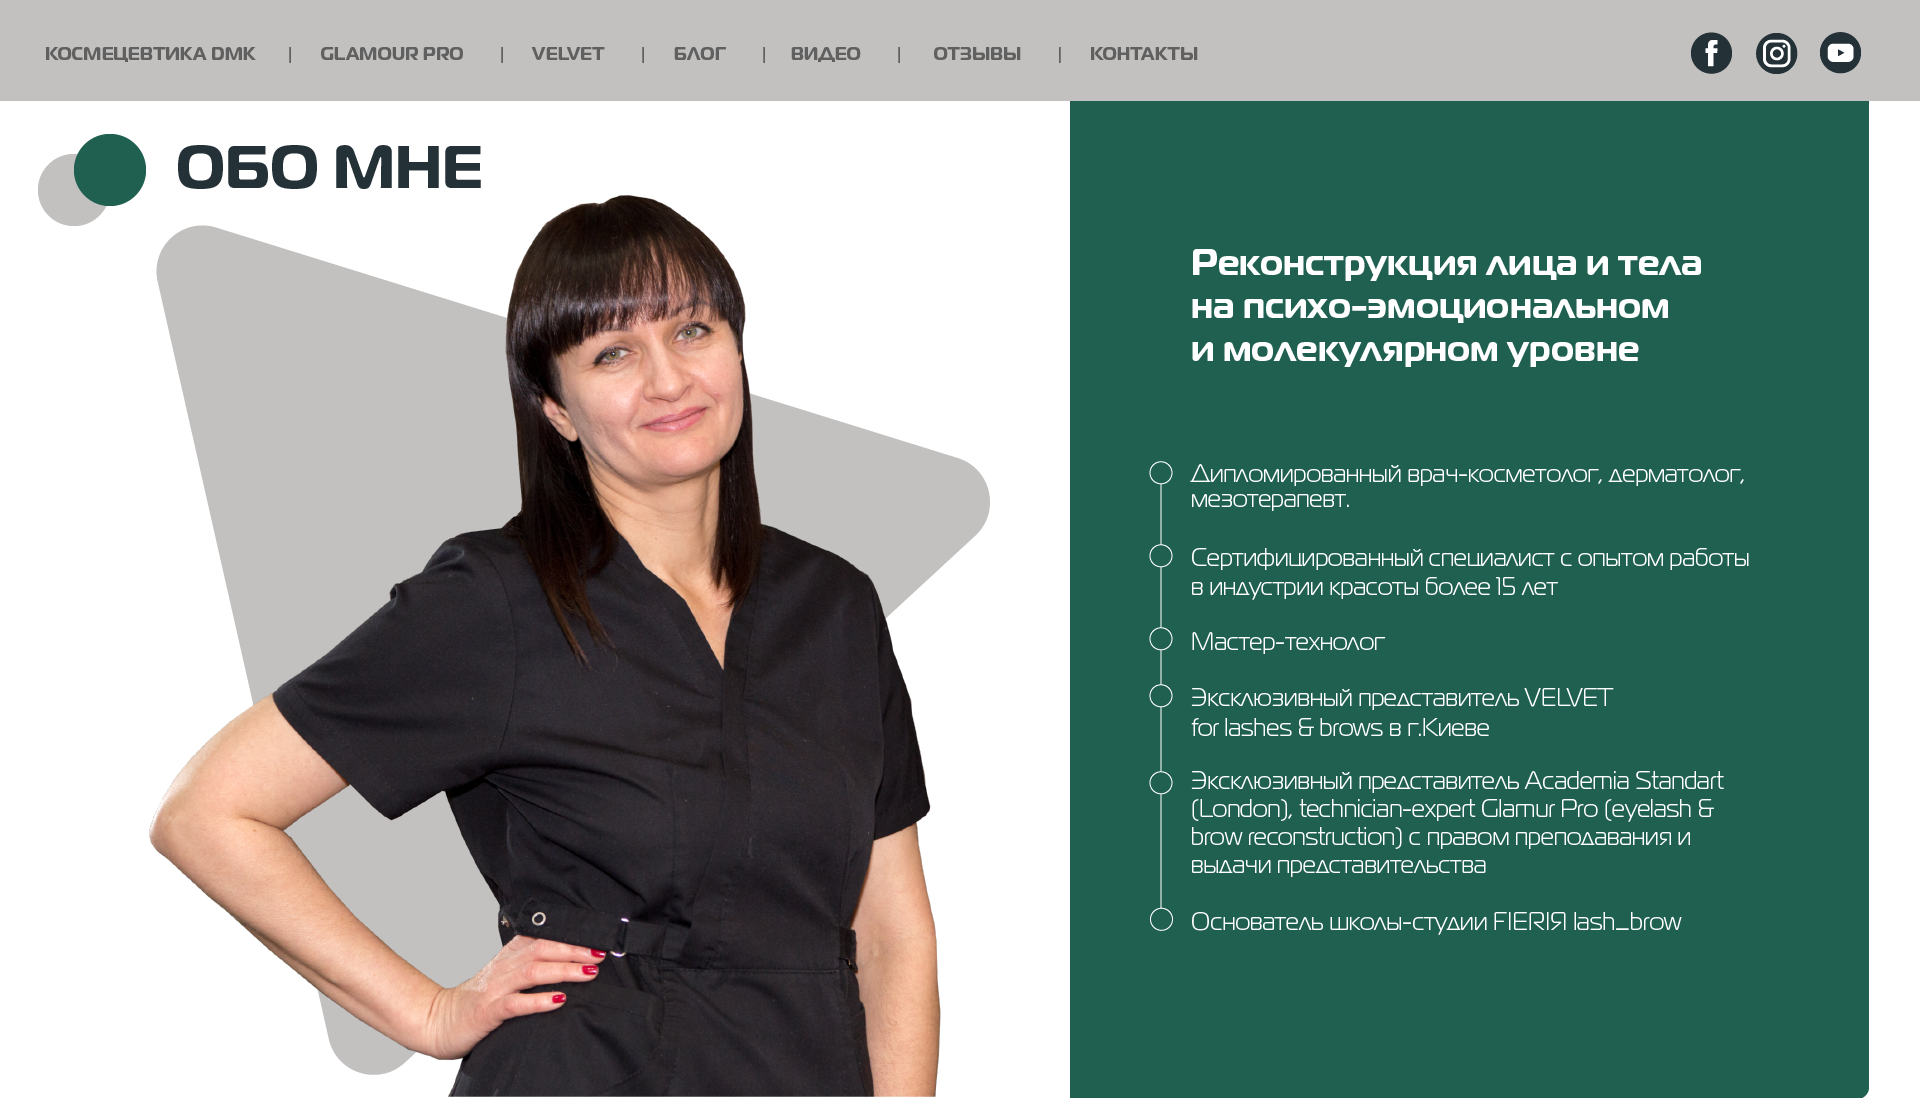 КОСМЕЦЕВТИКА DMK | GLAMOUR PRO | VELVET | БЛОГ | ВИДЕО | ОТЗЫВЫ | КОНТАКТЫ
ОБО МНЕ
Реконструкция лица и тела
на психо-эмоциональном
и молекулярном уровне
Дипломированный врач-косметолог, дерматолог,
мезотерапевт.
Сертифицированный специалист с опытом работы
в индустрии красоты более 15 лет
Мастер-технолог
Эксклюзивный представитель VELVET
for lashes & brows в г.Киеве
Эксклюзивный представитель Academia Standart
(London), technician-expert Glamur Pro (eyelash &
brow reconstruction) с правом преподавания и
выдачи представительства
Основатель школы-студии FIERIЯ lash_brow